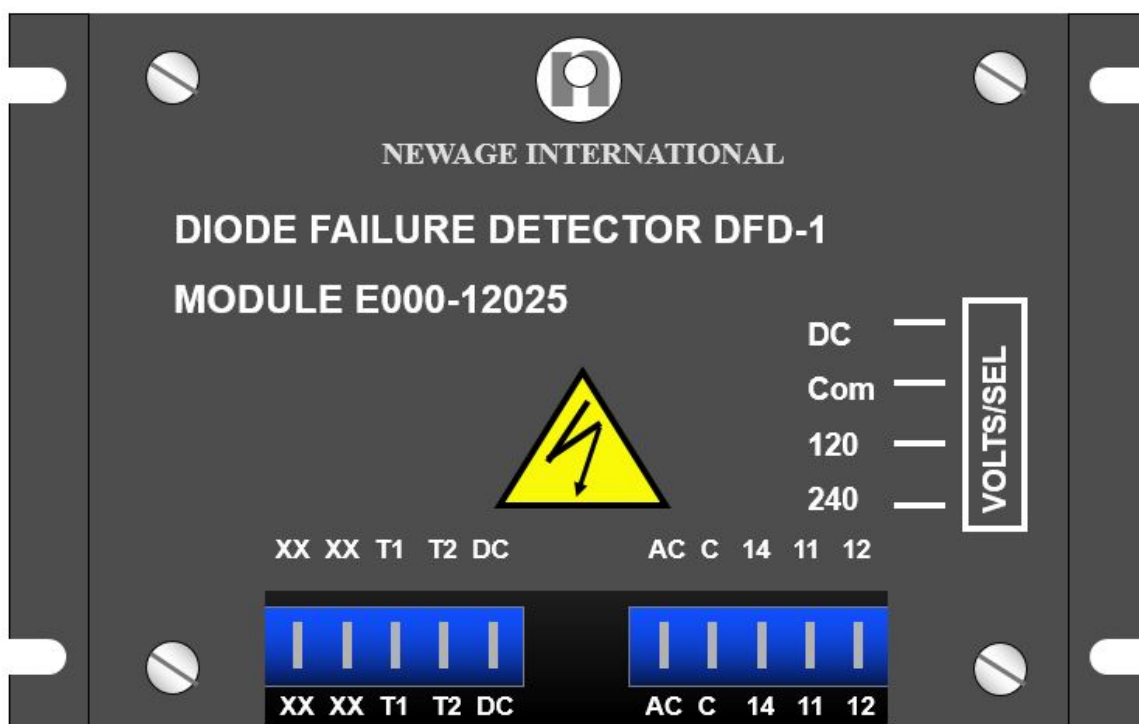 n
NEWAGE INTERNATIONAL
DIODE FAILURE DETECTOR DFD-1
MODULE E000-12025
DC
Com
120
240
VOLTS/SEL
XX XX T1 T2 DC AC C 14 11 12
XX XX T1 T2 DC AC C 14 11 12